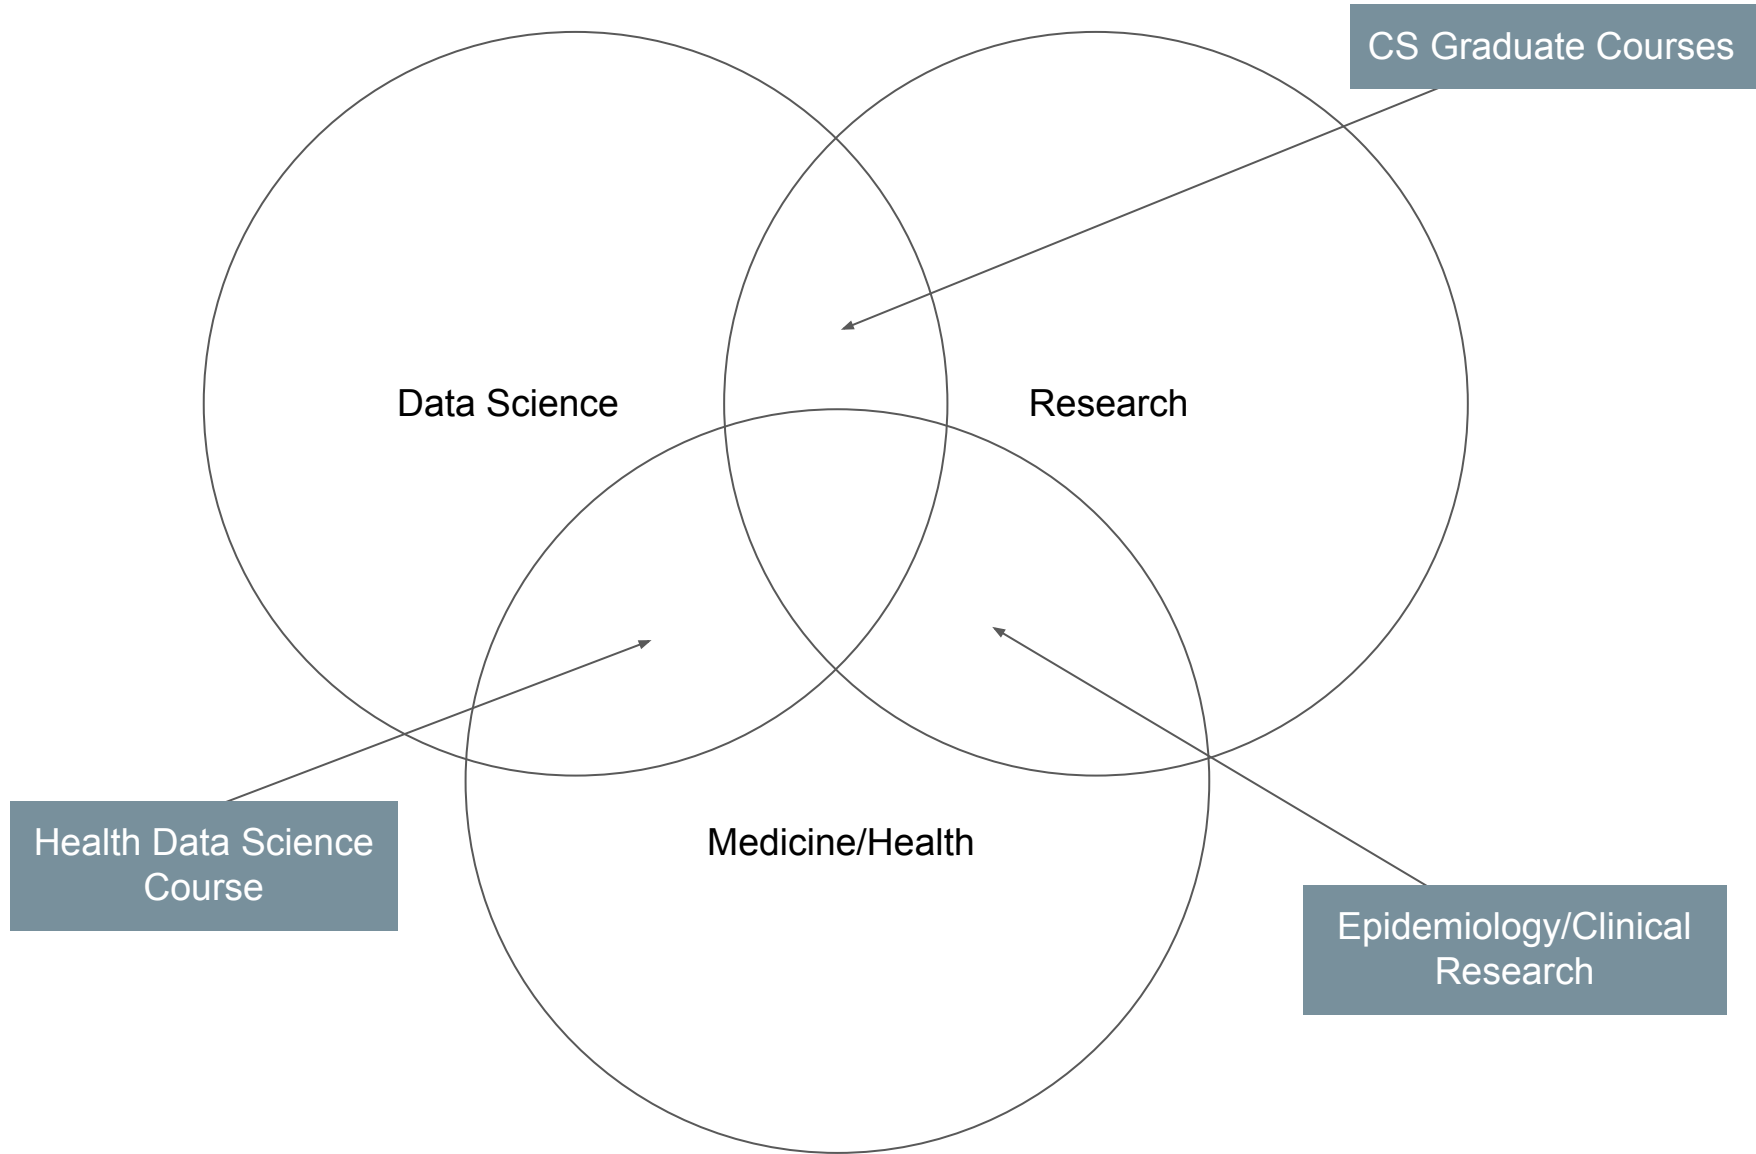 CS Graduate Courses
Data Science
Research
Health Data Science
Course
Medicine/Health
Epidemiology/Clinical
Research